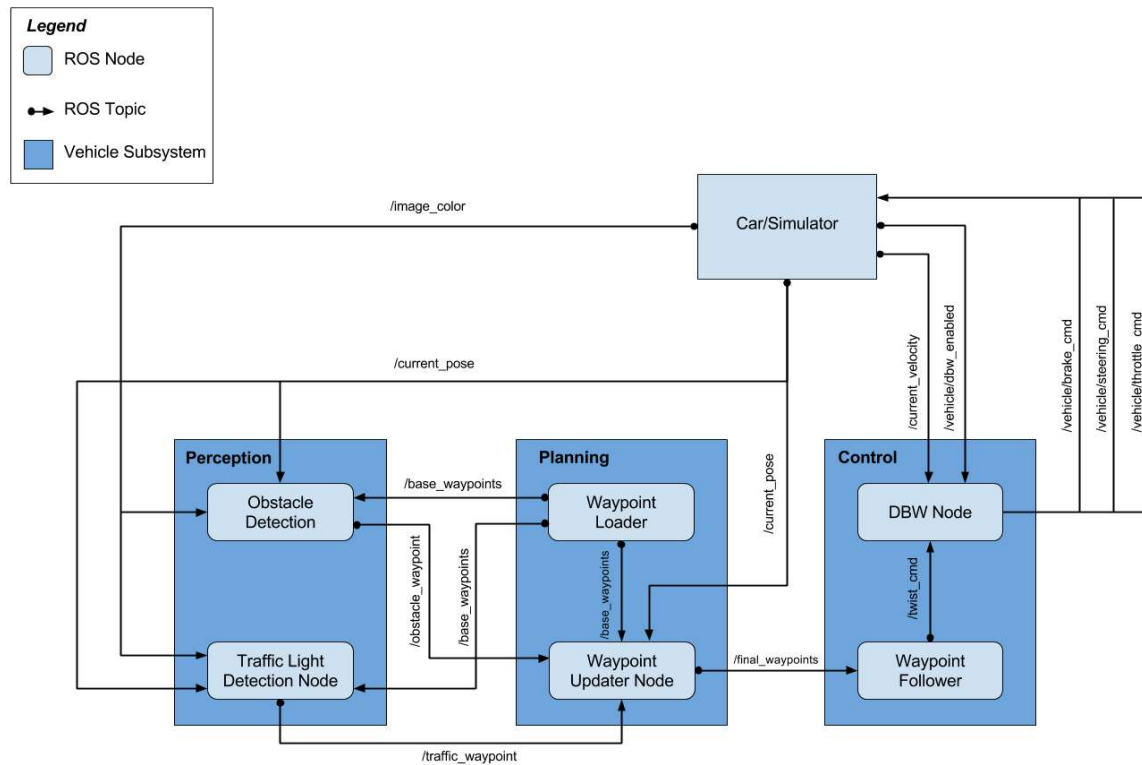 Legend
ROS Node
ROS Topic
Vehicle Subsystem
/image_color
Car/Simulator
/current_pose
/current_velocity
/vehicle/dbw_enabled
/vehicle/brake_cmd
/vehicle/steering_cmd
/vehicle/throttle_cmd
Perception
Obstacle
Detection
Traffic Light
Detection Node
/base_waypoints
/obstacle_waypoint
/base_waypoints
/traffic_waypoint
Planning
Waypoint
Loader
/base_waypoints
Waypoint
Updater Node
/current_pose
/final_waypoints
Control
DBW Node
/twist_cmd
Waypoint
Follower